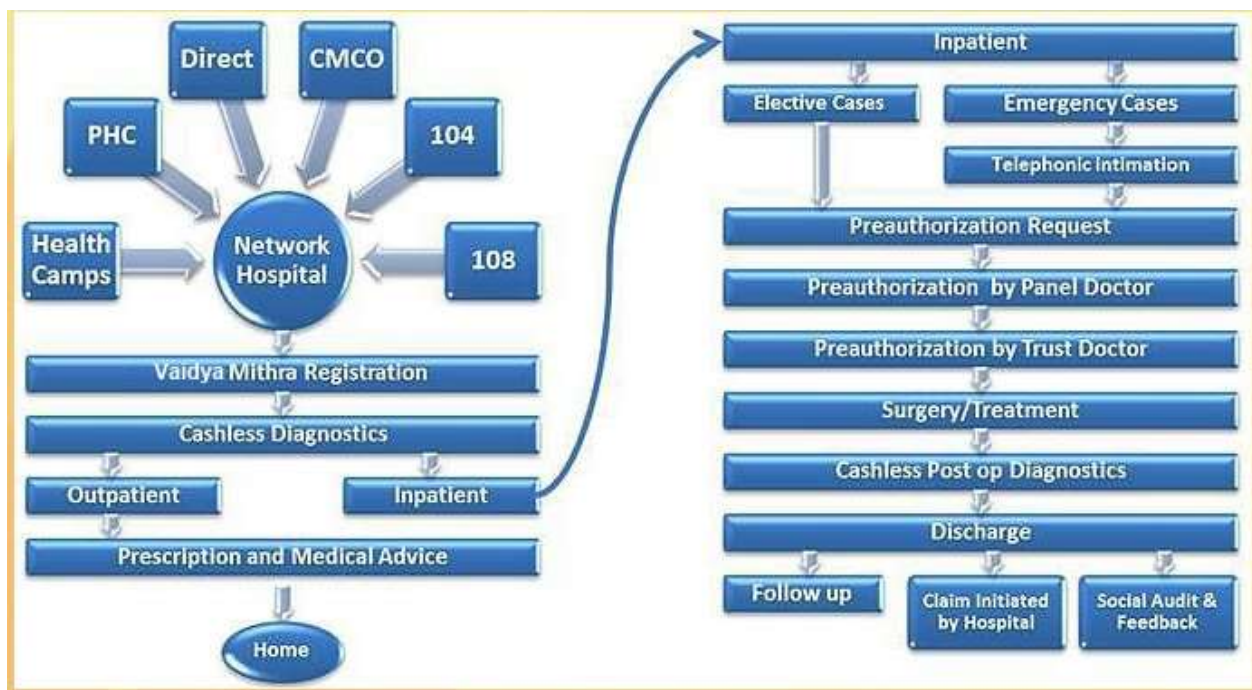 Direct
CMCO
PHC
104
Health
Camps
Network
Hospital
108
Vaidya Mithra Registration
Cashless Diagnostics
Outpatient
Inpatient
Prescription and Medical Advice
Home
Inpatient
Elective Cases
Emergency Cases
Telephonic Intimation
Preauthorization Request
Preauthorization by Panel Doctor
Preauthorization by Trust Doctor
Surgery/Treatment
Cashless Post op Diagnostics
Discharge
Follow up
Claim Initiated
by Hospital
Social Audit &
Feedback